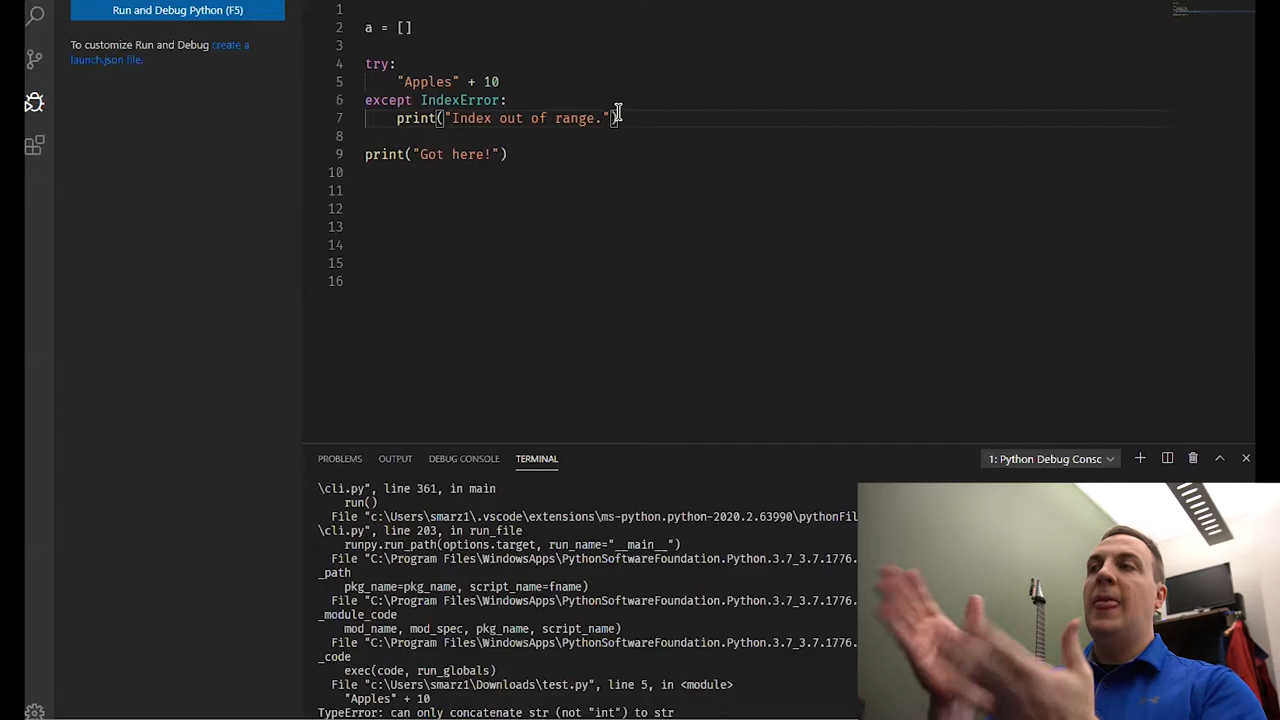 Run and Debug Python (F5)
To customize Run and Debug create a
launch.json file.
1
2 a = []
3
4 try:
5 "Apples" + 10
6 except IndexError:
7 print("Index out of range.")
8
9 print("Got here!")
10
11
12
13
14
15
16
PROBLEMS OUTPUT DEBUG CONSOLE TERMINAL 1: Python Debug Consc
\cli.py", line 361, in main
run()
File "c:\Users\smarz1\.vscode\extensions\ms-python.python-2020.2.63990\pythonFil
\cli.py", line 203, in run_file
runpy.run_path(options.target, run_name="__main__")
File "C:\Program Files\WindowsApps\PythonSoftwareFoundation.Python.3.7_3.7.1776.
_path
pkg_name=pkg_name, script_name=fname)
File "C:\Program Files\WindowsApps\PythonSoftwareFoundation.Python.3.7_3.7.1776.
_module_code
mod_name, mod_spec, pkg_name, script_name)
File "C:\Program Files\WindowsApps\PythonSoftwareFoundation.Python.3.7_3.7.1776.
_code
exec(code, run_globals)
File "c:\Users\smarz1\Downloads\test.py", line 5, in <module>
"Apples" + 10
TypeError: can only concatenate str (not "int") to str